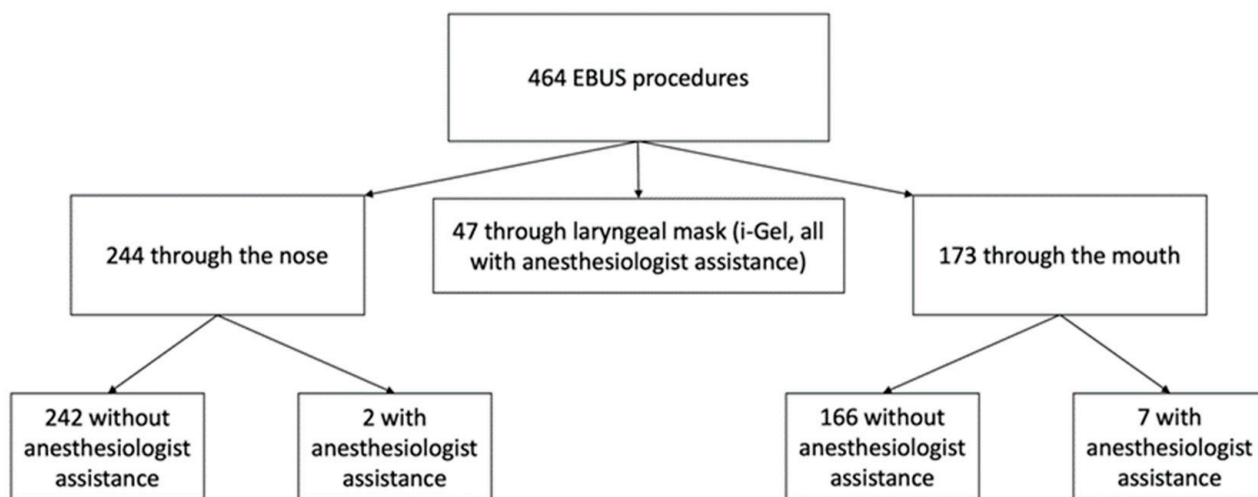 464 EBUS procedures
244 through the nose
47 through laryngeal mask (i-Gel, all
with anesthesiologist assistance)
173 through the mouth
242 without
anesthesiologist
assistance
2 with
anesthesiologist
assistance
166 without
anesthesiologist
assistance
7 with
anesthesiologist
assistance